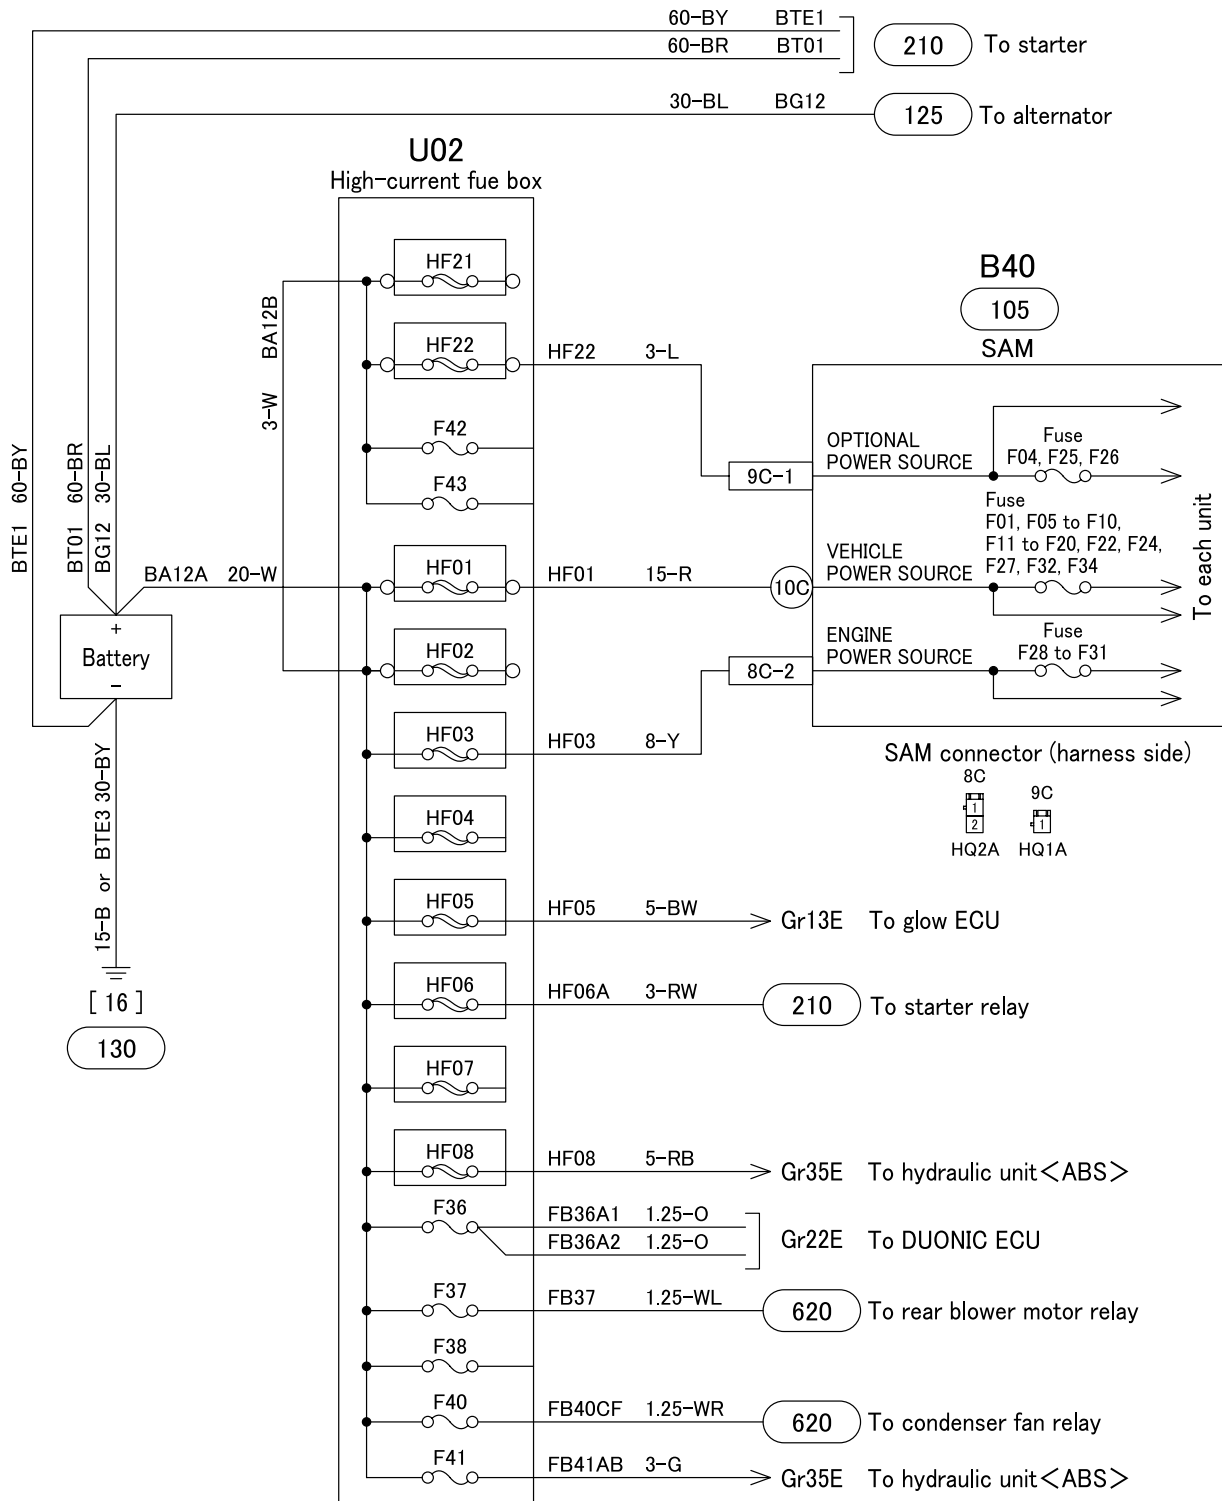 60-BY BTE1
60-BR BT01
210 To starter
30-BL BG12
125 To alternator
U02
High-current fue box
HF21
HF22
HF22 3-L
F42
F43
HF01
HF01 15-R
HF02
HF03
HF03 8-Y
HF04
HF05
HF05 5-BW
Gr13E To glow ECU
HF06
HF06A 3-RW
210 To starter relay
HF07
HF08
HF08 5-RB
Gr35E To hydraulic unit<ABS>
F36
FB36A1 1.25-O
FB36A2 1.25-O
Gr22E To DUONIC ECU
F37
FB37 1.25-WL
620 To rear blower motor relay
F38
F40
FB40CF 1.25-WR
620 To condenser fan relay
F41
FB41AB 3-G
Gr35E To hydraulic unit<ABS>
3-W BA12B
BTE1 60-BY
BT01 60-BR
BG12 30-BL
BA12A 20-W
+
Battery
-
15-B or BTE3 30-BY
[ 16 ]
130
B40
105
SAM
9C-1
OPTIONAL
POWER SOURCE
Fuse
F04, F25, F26
10C
VEHICLE
POWER SOURCE
Fuse
F01, F05 to F10,
F11 to F20, F22, F24,
F27, F32, F34
8C-2
ENGINE
POWER SOURCE
Fuse
F28 to F31
To each unit
SAM connector (harness side)
8C
1
2
HQ2A
9C
1
HQ1A